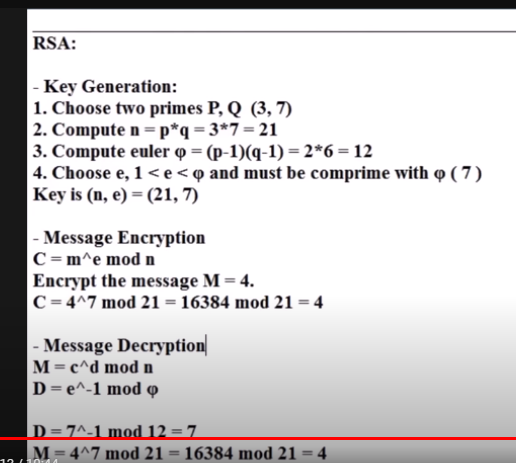 RSA:
- Key Generation:
1. Choose two primes P, Q (3, 7)
2. Compute n = p*q = 3*7 = 21
3. Compute euler φ = (p-1)(q-1) = 2*6 = 12
4. Choose e, 1 < e < φ and must be comprime with φ ( 7 )
Key is (n, e) = (21, 7)
- Message Encryption
C = m^e mod n
Encrypt the message M = 4.
C = 4^7 mod 21 = 16384 mod 21 = 4
- Message Decryption
M = c^d mod n
D = e^-1 mod φ
D = 7^-1 mod 12 = 7
M = 4^7 mod 21 = 16384 mod 21 = 4